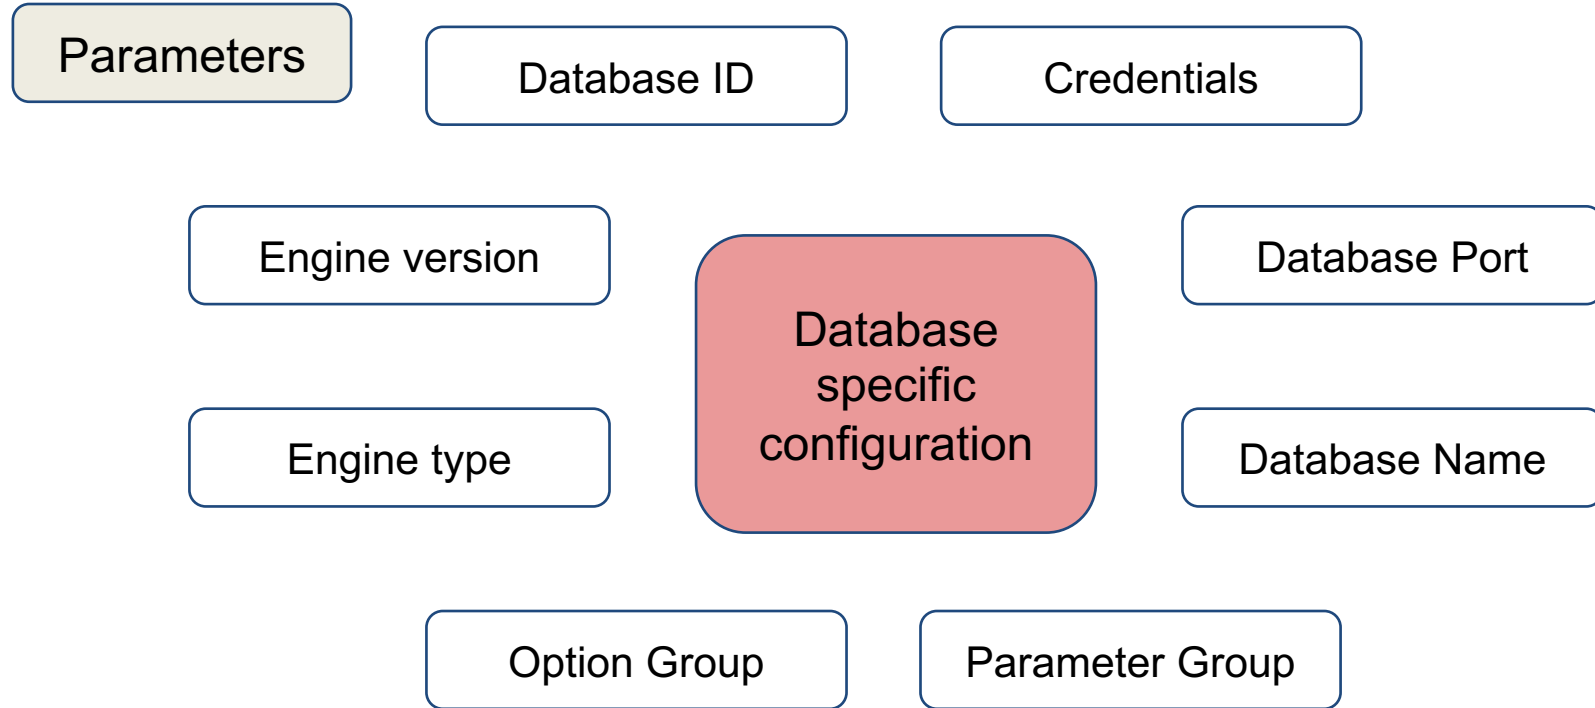 Parameters
Database ID
Credentials
Engine version
Database Port
Database
specific
configuration
Engine type
Database Name
Option Group
Parameter Group